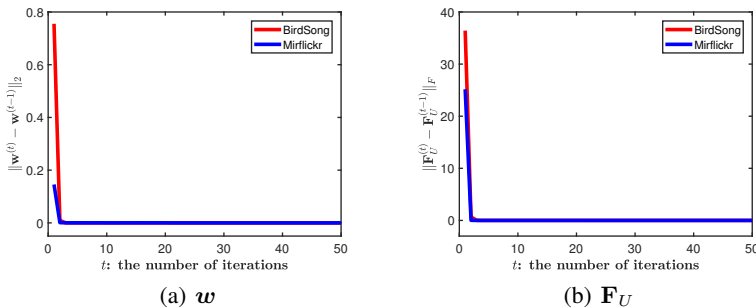 0.8
0.6
0.4
0.2
0
0 10 20 30 40 50
‖w^(t) − w^(t−1)‖₂
t: the number of iterations
BirdSong
Mirflickr
(a) w
40
30
20
10
0
0 10 20 30 40 50
‖F_U^(t) − F_U^(t−1)‖_F
t: the number of iterations
BirdSong
Mirflickr
(b) F_U